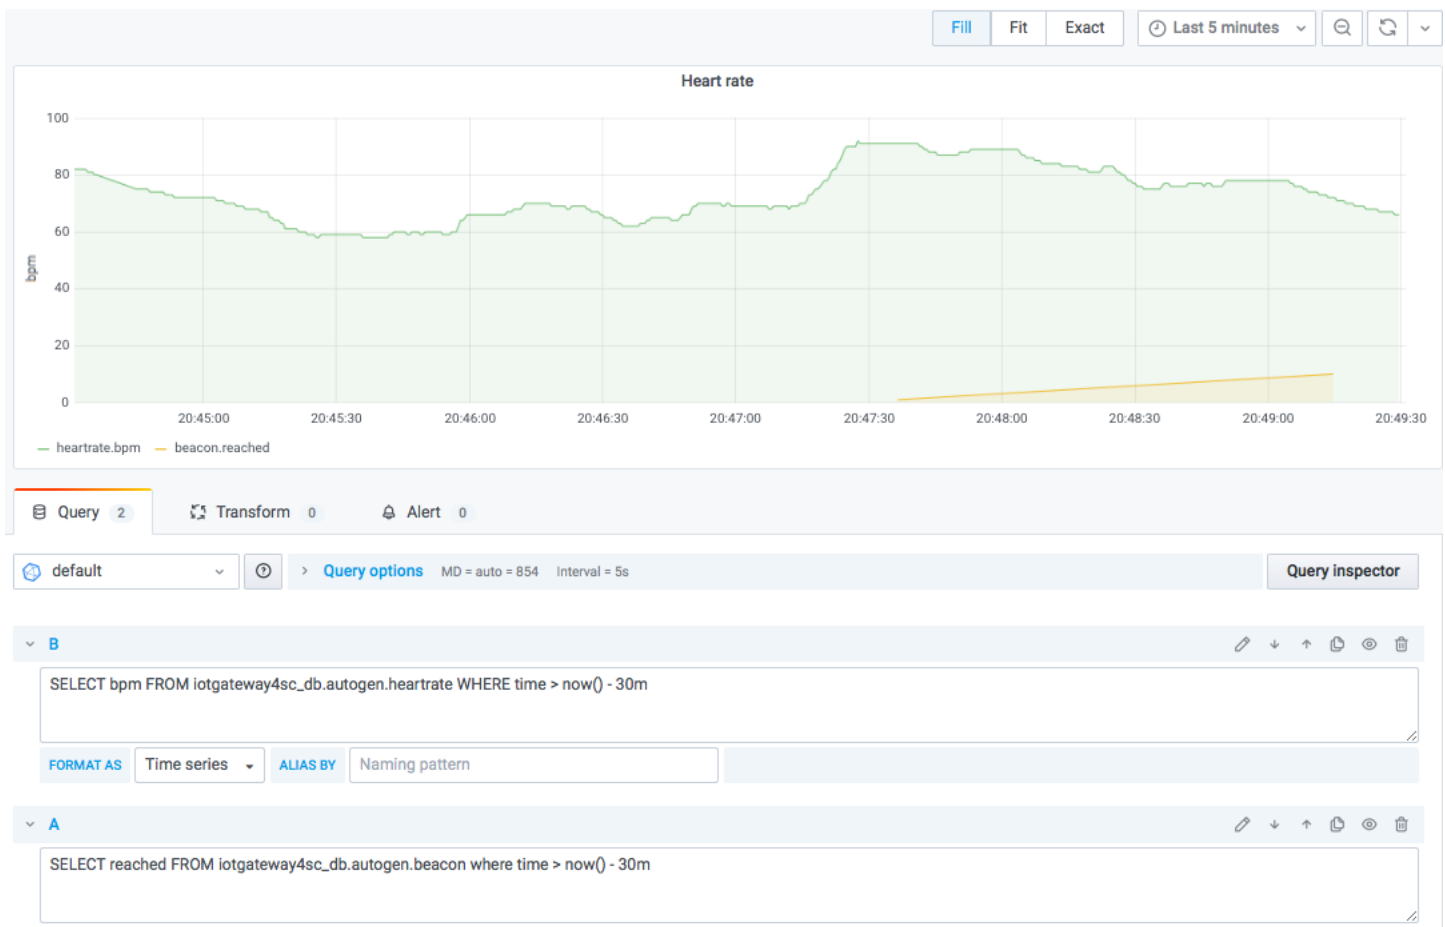 Fill Fit Exact Last 5 minutes
Heart rate
100
80
60
40
20
0
bpm
20:45:00 20:45:30 20:46:00 20:46:30 20:47:00 20:47:30 20:48:00 20:48:30 20:49:00 20:49:30
heartrate.bpm beacon.reached
Query 2 Transform 0 Alert 0
default Query options MD = auto = 854 Interval = 5s Query inspector
B
SELECT bpm FROM iotgateway4sc_db.autogen.heartrate WHERE time > now() - 30m
FORMAT AS Time series ALIAS BY Naming pattern
A
SELECT reached FROM iotgateway4sc_db.autogen.beacon where time > now() - 30m